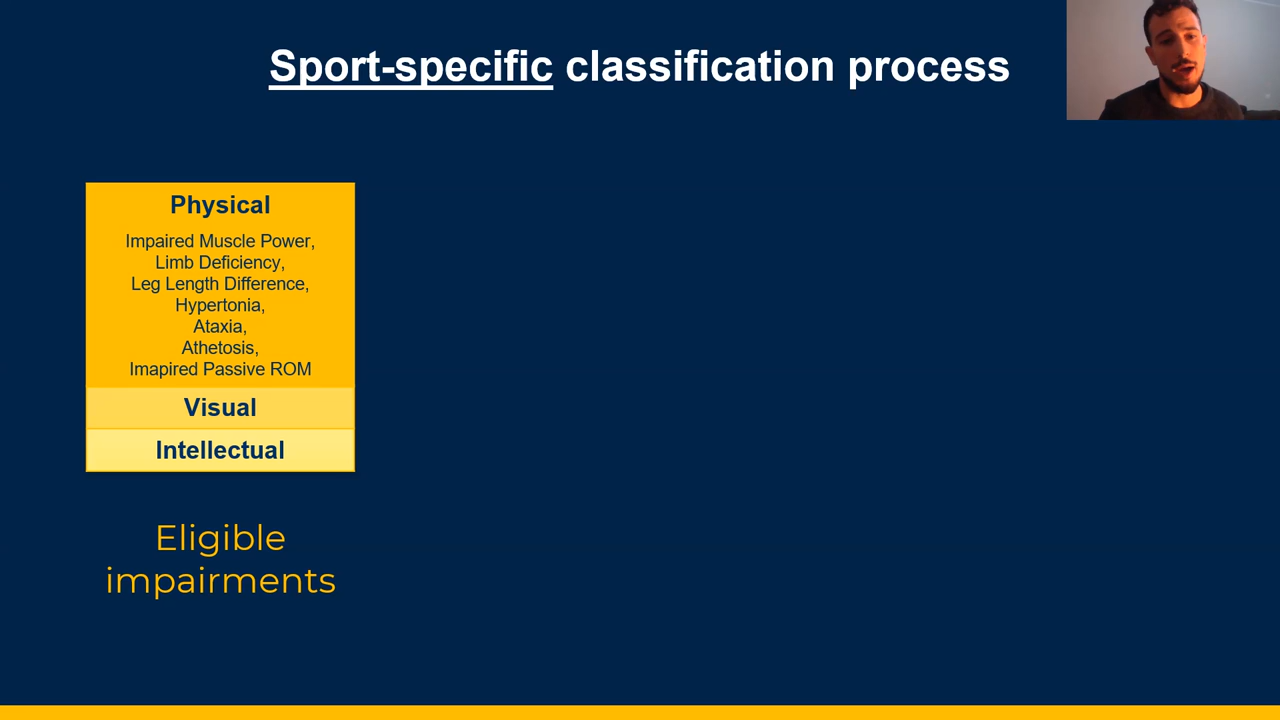 Sport-specific classification process
Physical
Impaired Muscle Power,
Limb Deficiency,
Leg Length Difference,
Hypertonia,
Ataxia,
Athetosis,
Imapired Passive ROM
Visual
Intellectual
Eligible
impairments